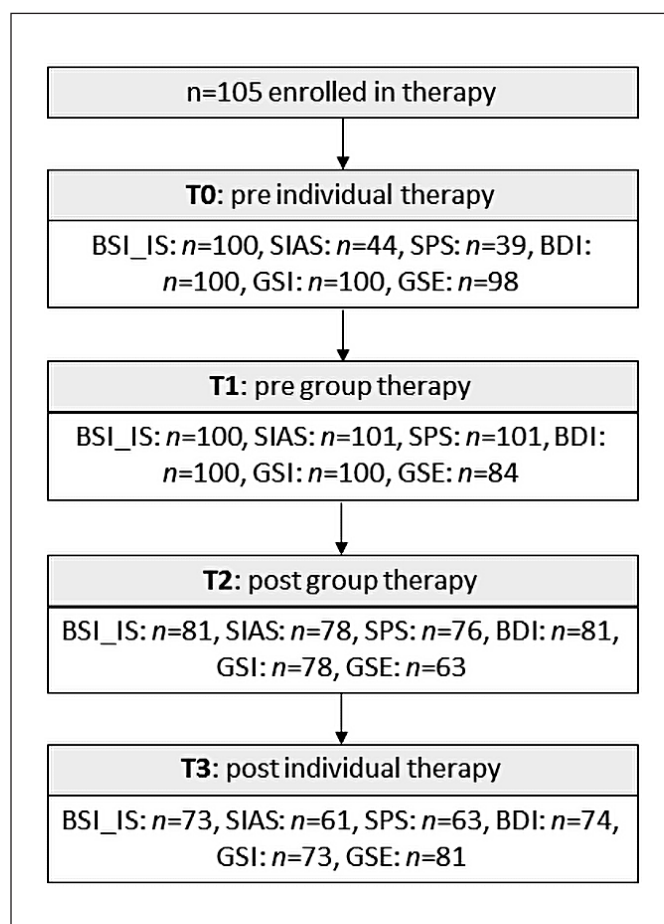 n=105 enrolled in therapy
T0: pre individual therapy
BSI_IS: n=100, SIAS: n=44, SPS: n=39, BDI:
n=100, GSI: n=100, GSE: n=98
T1: pre group therapy
BSI_IS: n=100, SIAS: n=101, SPS: n=101, BDI:
n=100, GSI: n=100, GSE: n=84
T2: post group therapy
BSI_IS: n=81, SIAS: n=78, SPS: n=76, BDI: n=81,
GSI: n=78, GSE: n=63
T3: post individual therapy
BSI_IS: n=73, SIAS: n=61, SPS: n=63, BDI: n=74,
GSI: n=73, GSE: n=81